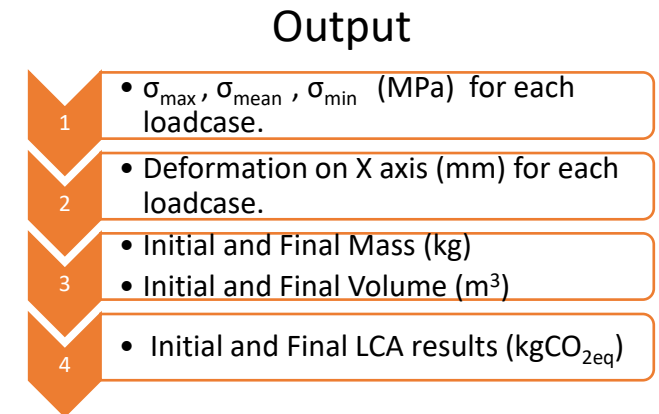 Output
1
• σmax , σmean , σmin (MPa) for each
loadcase.
2
• Deformation on X axis (mm) for each
loadcase.
3
• Initial and Final Mass (kg)
• Initial and Final Volume (m³)
4
• Initial and Final LCA results (kgCO2eq)